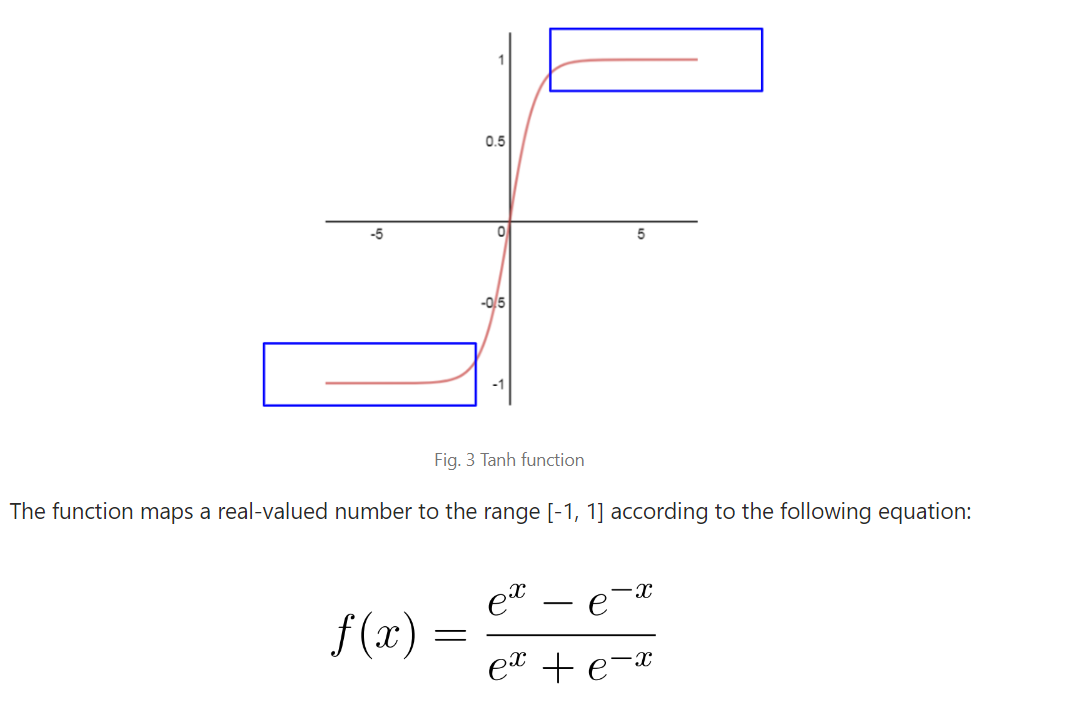 1
0.5
-5
0
5
-0.5
-1
Fig. 3 Tanh function
The function maps a real-valued number to the range [-1, 1] according to the following equation:
f(x) = \frac{e^x - e^{-x}}{e^x + e^{-x}}